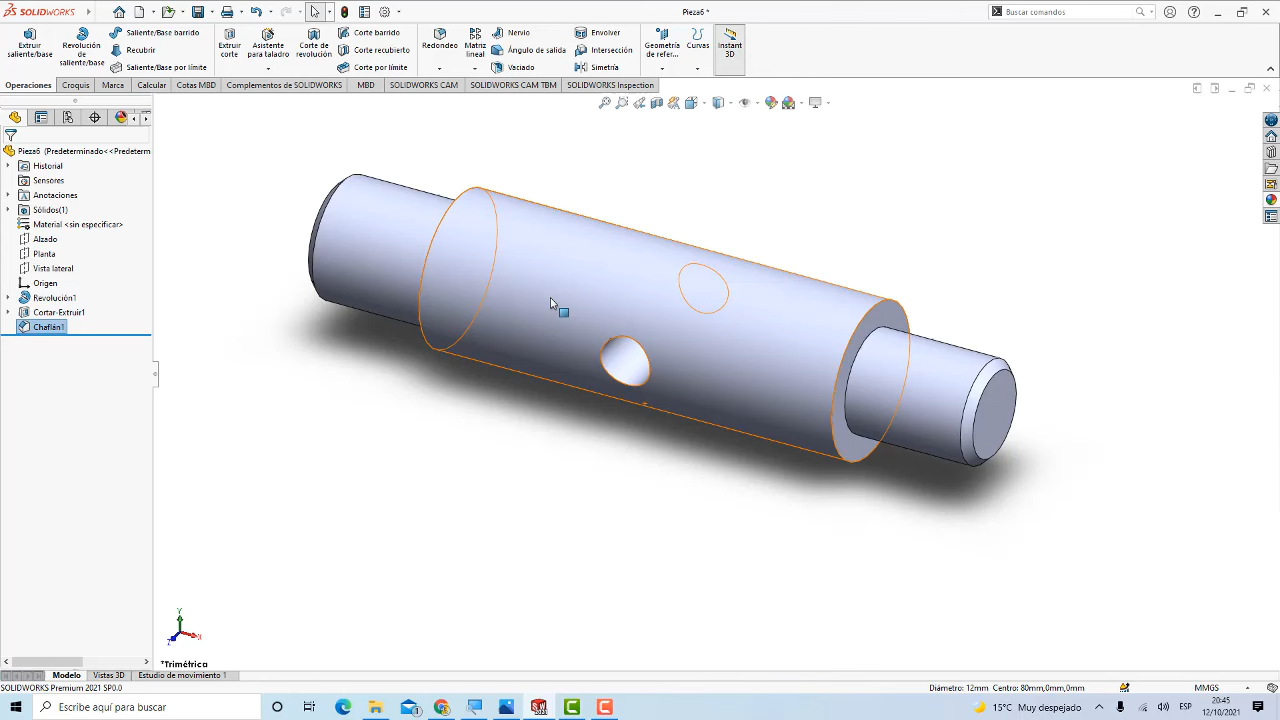 SOLIDWORKS
Pieza6 *
Buscar comandos
Extruir saliente/base
Revolución de saliente/base
Saliente/Base barrido
Recubrir
Saliente/Base por límite
Extruir corte
Asistente para taladro
Corte de revolución
Corte barrido
Corte recubierto
Corte por límite
Redondeo
Matriz lineal
Nervio
Ángulo de salida
Vaciado
Envolver
Intersección
Simetría
Geometría de refer...
Curvas
Instant 3D
Operaciones
Croquis
Marca
Calcular
Cotas MBD
Complementos de SOLIDWORKS
MBD
SOLIDWORKS CAM
SOLIDWORKS CAM TBM
SOLIDWORKS Inspection
Pieza6 (Predeterminado<<Predeterm
Historial
Sensores
Anotaciones
Sólidos(1)
Material <sin especificar>
Alzado
Planta
Vista lateral
Origen
Revolución1
Cortar-Extruir1
Chaflán1
Y
X
Z
*Trimétrica
Modelo
Vistas 3D
Estudio de movimiento 1
SOLIDWORKS Premium 2021 SP0.0
Diámetro: 12mm Centro: 80mm,0mm,0mm
MMGS
Escribe aquí para buscar
15°C Muy despejado
ESP
20:45
12/10/2021